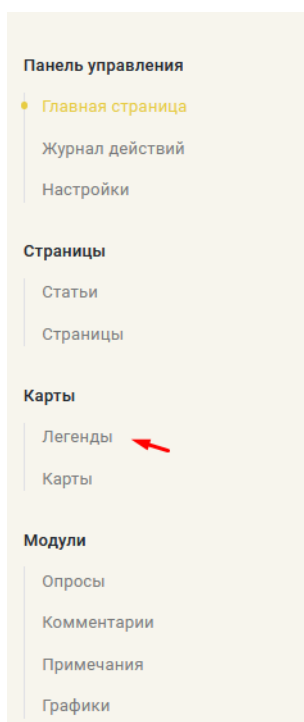 Панель управления
Главная страница
Журнал действий
Настройки
Страницы
Статьи
Страницы
Карты
Легенды
Карты
Модули
Опросы
Комментарии
Примечания
Графики